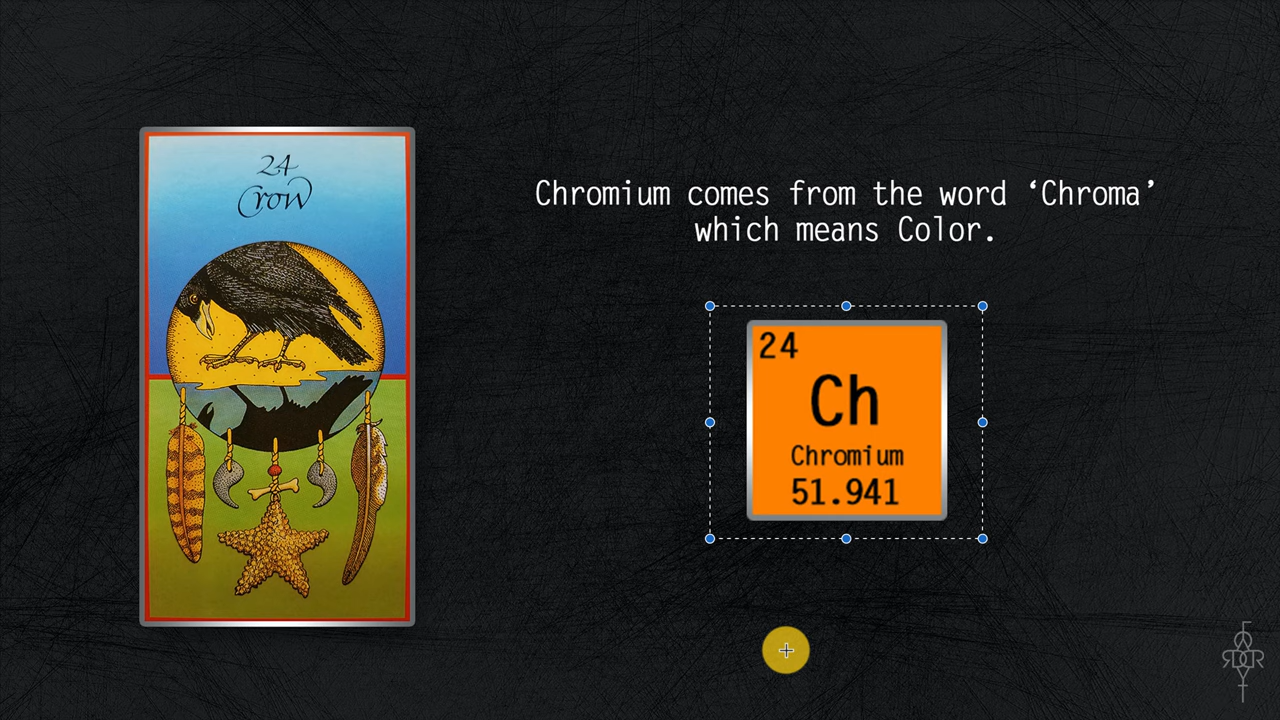 24
Crow
Chromium comes from the word ‘Chroma’
which means Color.
24
Ch
Chromium
51.941